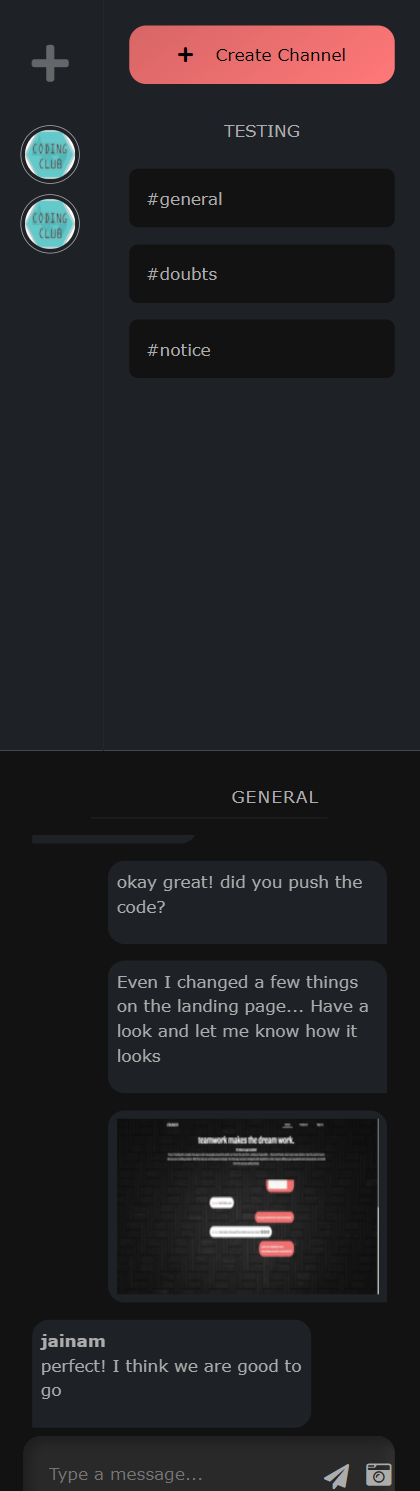 Create Channel
CODING
CLUB
CODING
CLUB
TESTING
#general
#doubts
#notice
GENERAL
okay great! did you push the
code?
Even I changed a few things
on the landing page... Have a
look and let me know how it
looks
teamwork makes the dream work.
jainam
perfect! I think we are good to
go
Type a message...